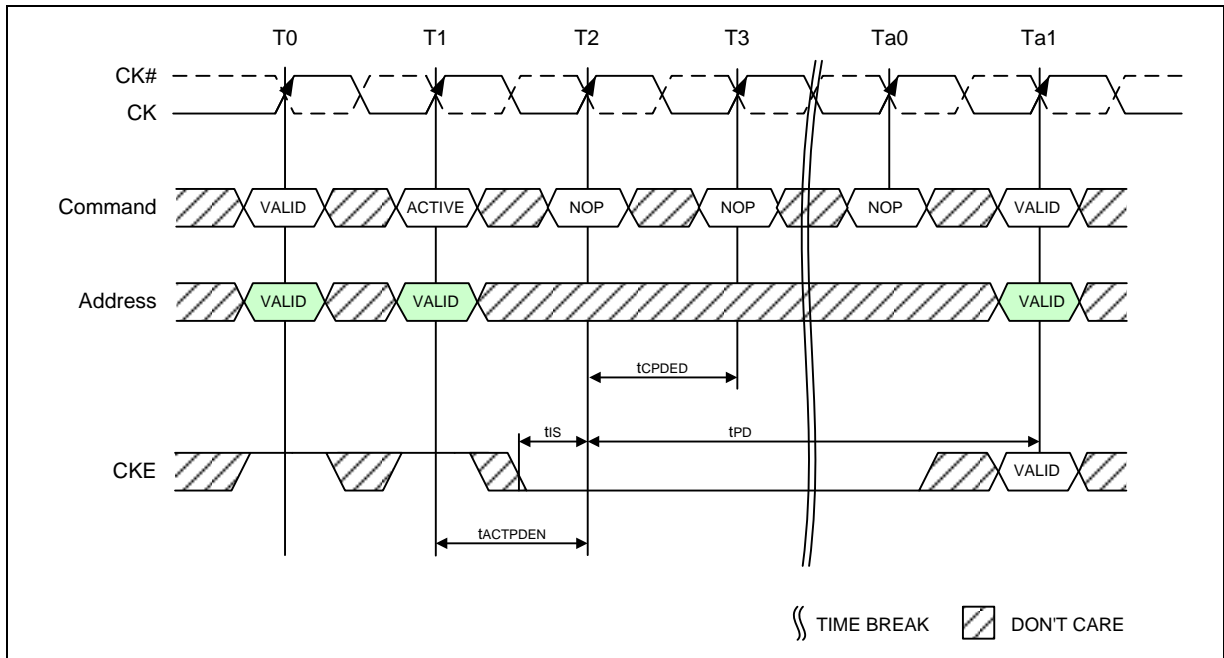 T0 T1 T2 T3 Ta0 Ta1
CK#
CK
Command VALID ACTIVE NOP NOP NOP VALID
Address VALID VALID VALID
tCPDED
tIS tPD
CKE VALID
tACTPDEN
TIME BREAK DON'T CARE